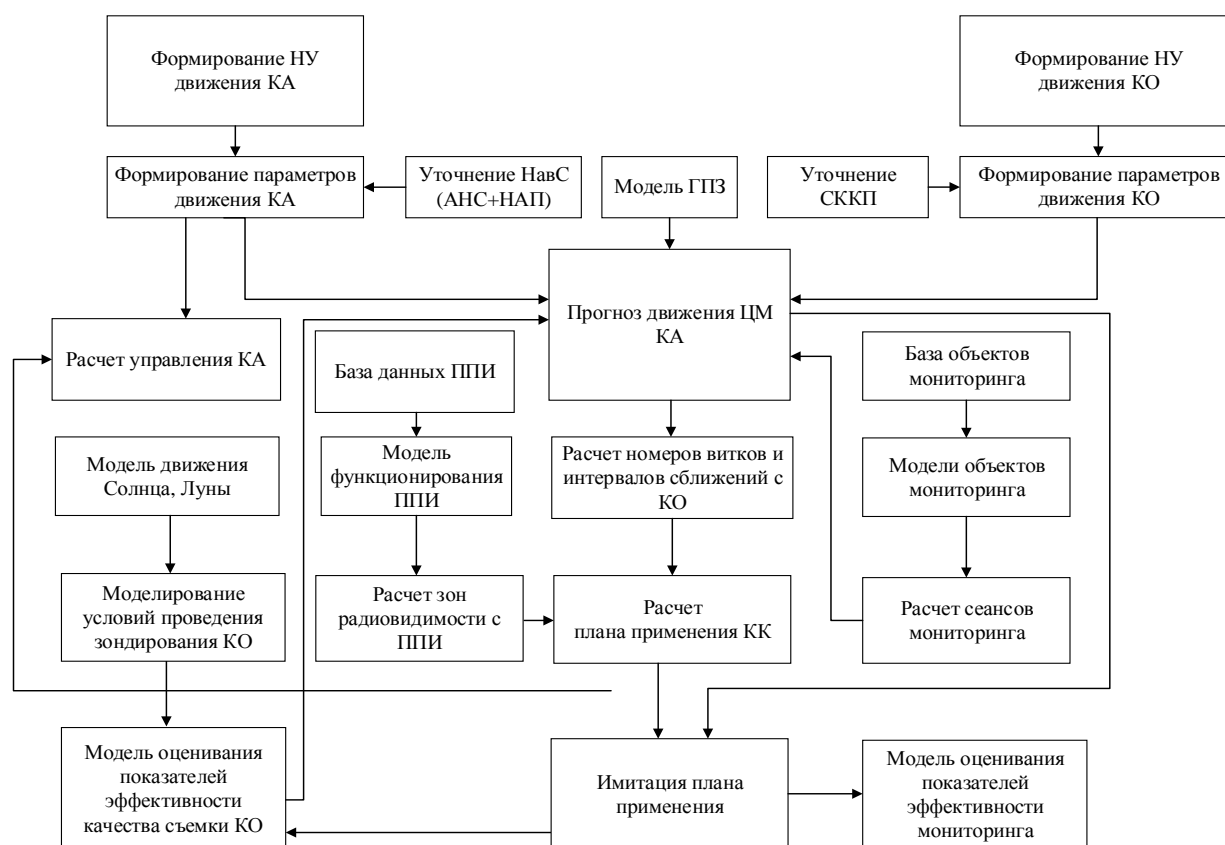 Формирование НУ
движения КА
Формирование НУ
движения КО
Формирование параметров
движения КА
Уточнение НавС
(АНС+НАП)
Модель ГПЗ
Уточнение
СККП
Формирование параметров
движения КО
Прогноз движения ЦМ
КА
Расчет управления КА
База данных ППИ
База объектов
мониторинга
Модель движения
Солнца, Луны
Модель
функционирования
ППИ
Расчет номеров витков и
интервалов сближений с
КО
Модели объектов
мониторинга
Моделирование
условий проведения
зондирования КО
Расчет зон
радиовидимости с
ППИ
Расчет
плана применения КК
Расчет сеансов
мониторинга
Модель оценивания
показателей
эффективности
качества съемки КО
Имитация плана
применения
Модель оценивания
показателей
эффективности
мониторинга